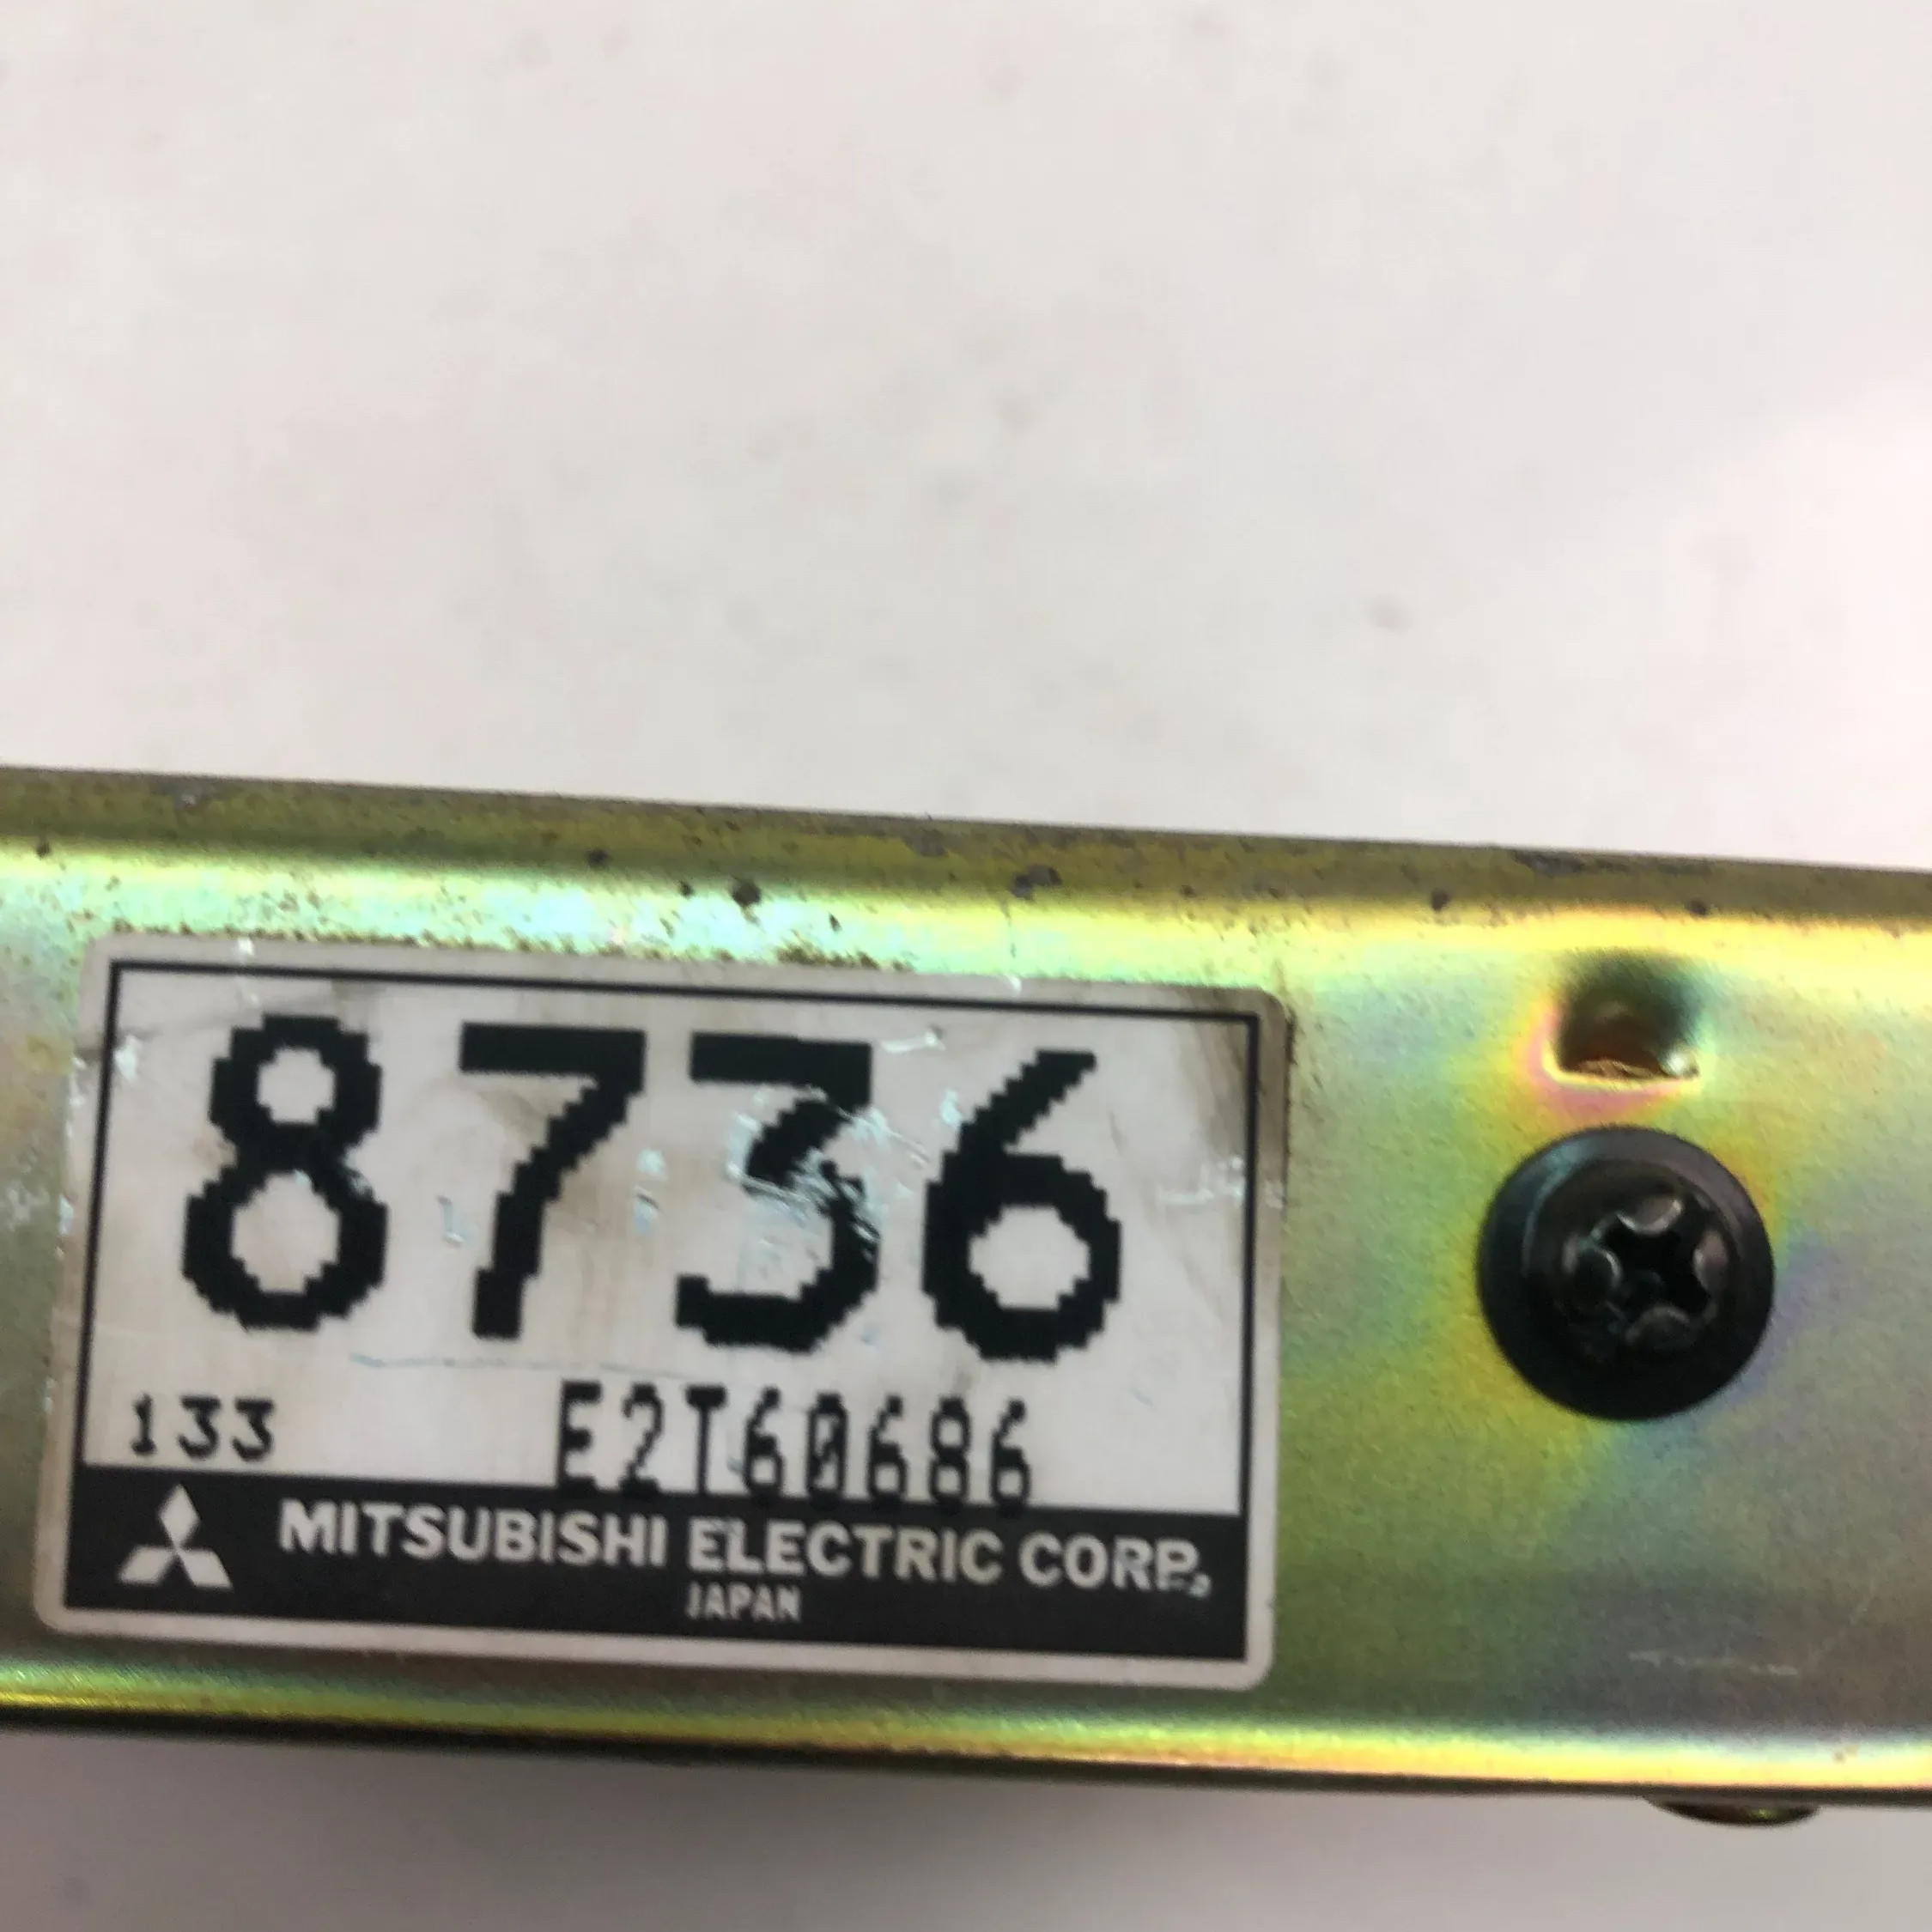 8736
133 E2T60686
MITSUBISHI ELECTRIC CORP.
JAPAN